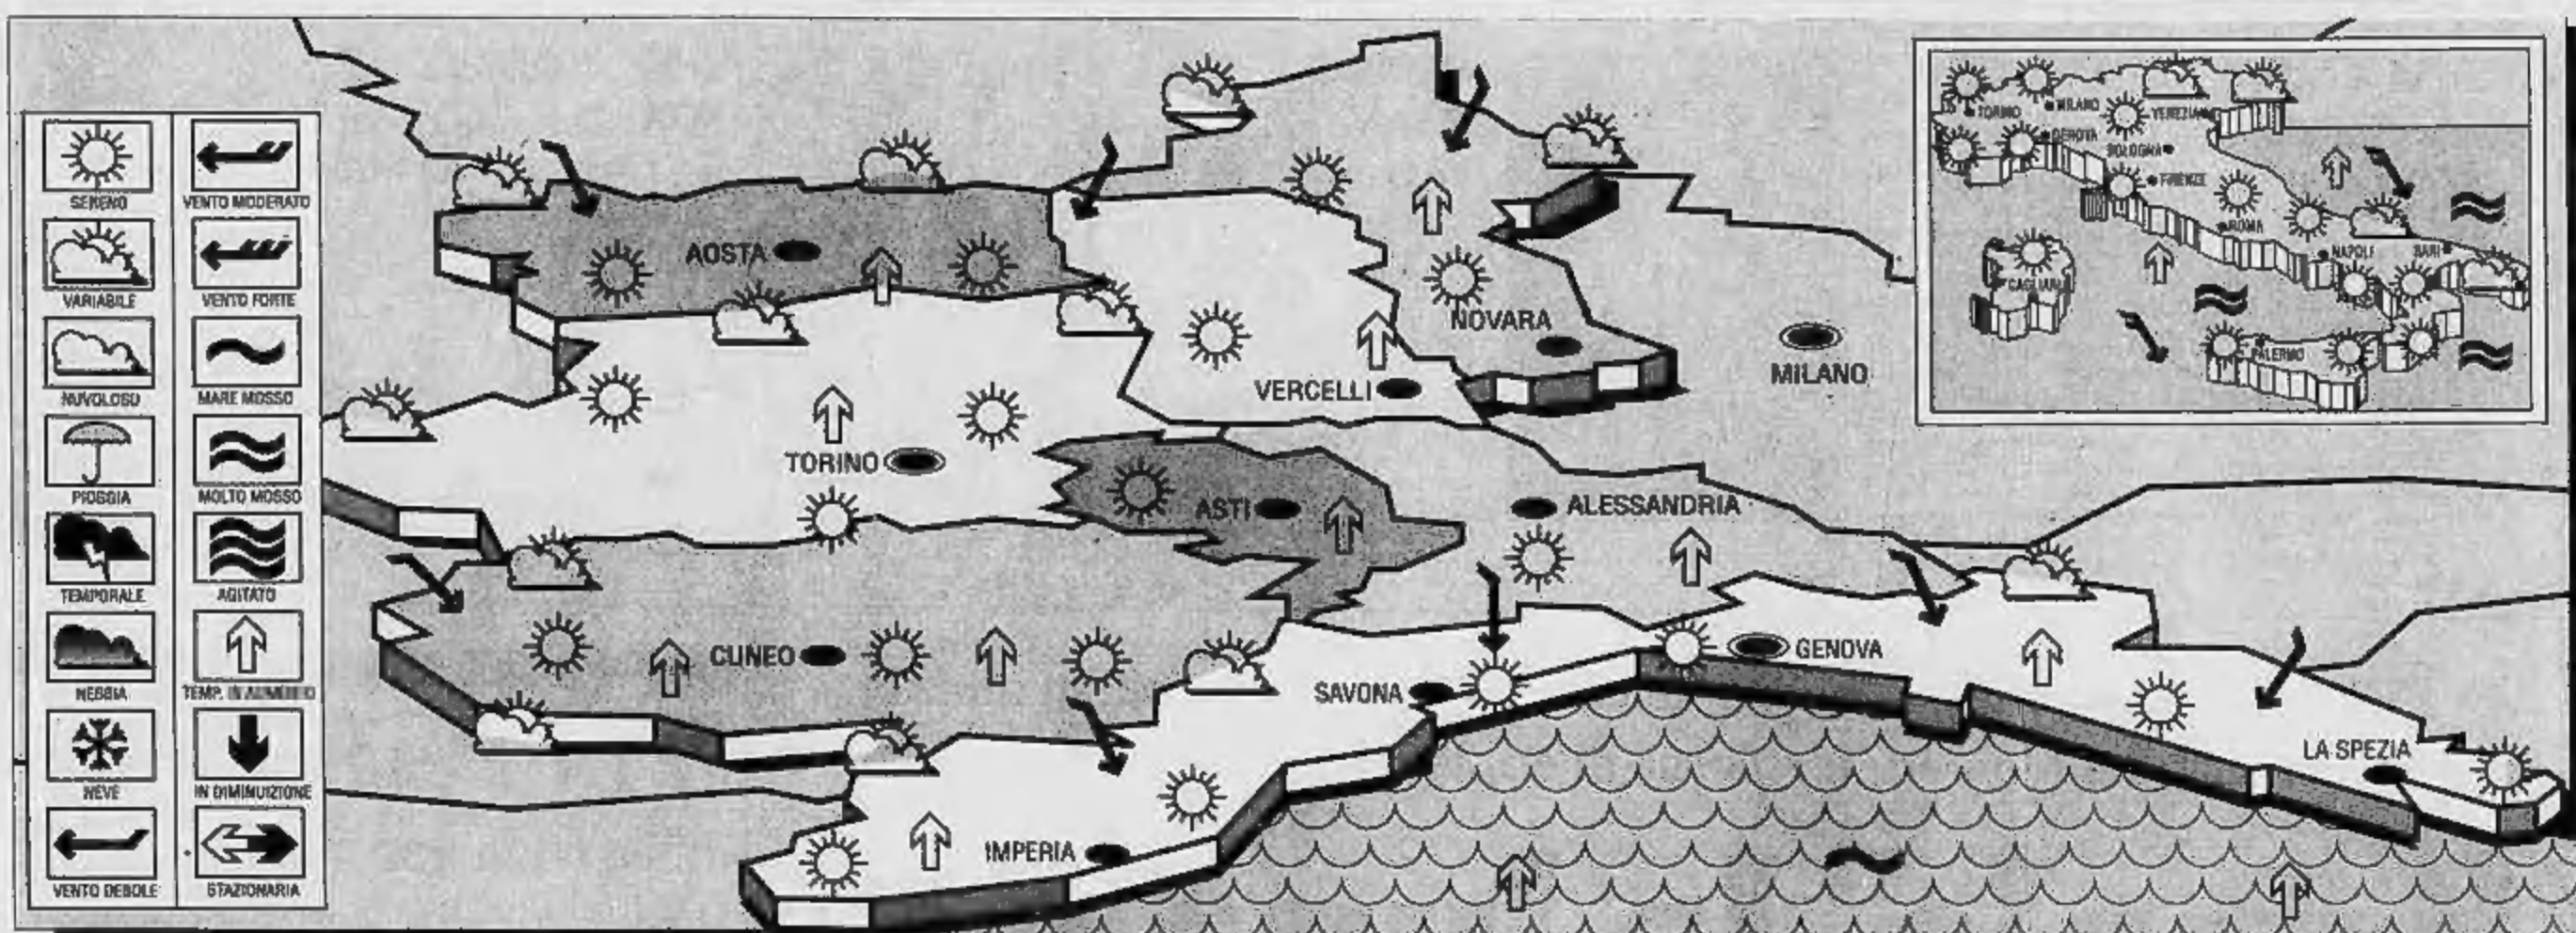 SERENO
VARIABILE
NUVOLOSO
PIOGGIA
TEMPORALE
NEBBIA
NEVE
VENTO DEBOLE
VENTO MODERATO
VENTO FORTE
MARE MOSSO
MOLTO MOSSO
AGITATO
TEMP. IN AUMENTO
IN DIMINUIZIONE
STAZIONARIA
AOSTA
NOVARA
VERCELLI
MILANO
TORINO
ASTI
ALESSANDRIA
CUNEO
GENOVA
SAVONA
LA SPEZIA
IMPERIA
TORINO
MILANO
VENEZIA
GENOVA
BOLOGNA
FIRENZE
ROMA
NAPOLI
BARI
CAGLIARI
PALERMO